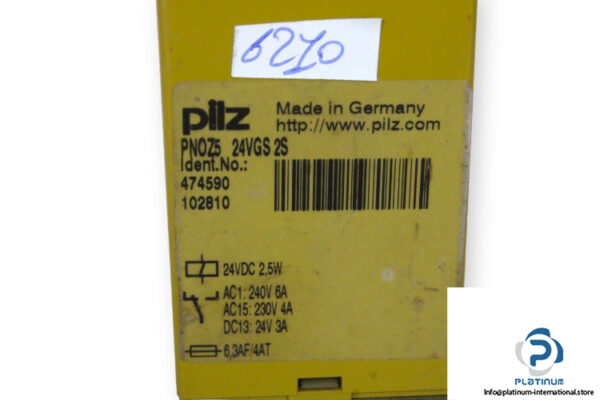 6210
pilz
Made in Germany
http://www.pilz.com
PNOZ5 24VGS 2S
Ident.No.:
474590
102810
24VDC 2,5W
AC1: 240V 6A
AC15: 230V 4A
DC13: 24V 3A
6,3AF/4AT
PLATINUM
Info@platinum-international.store